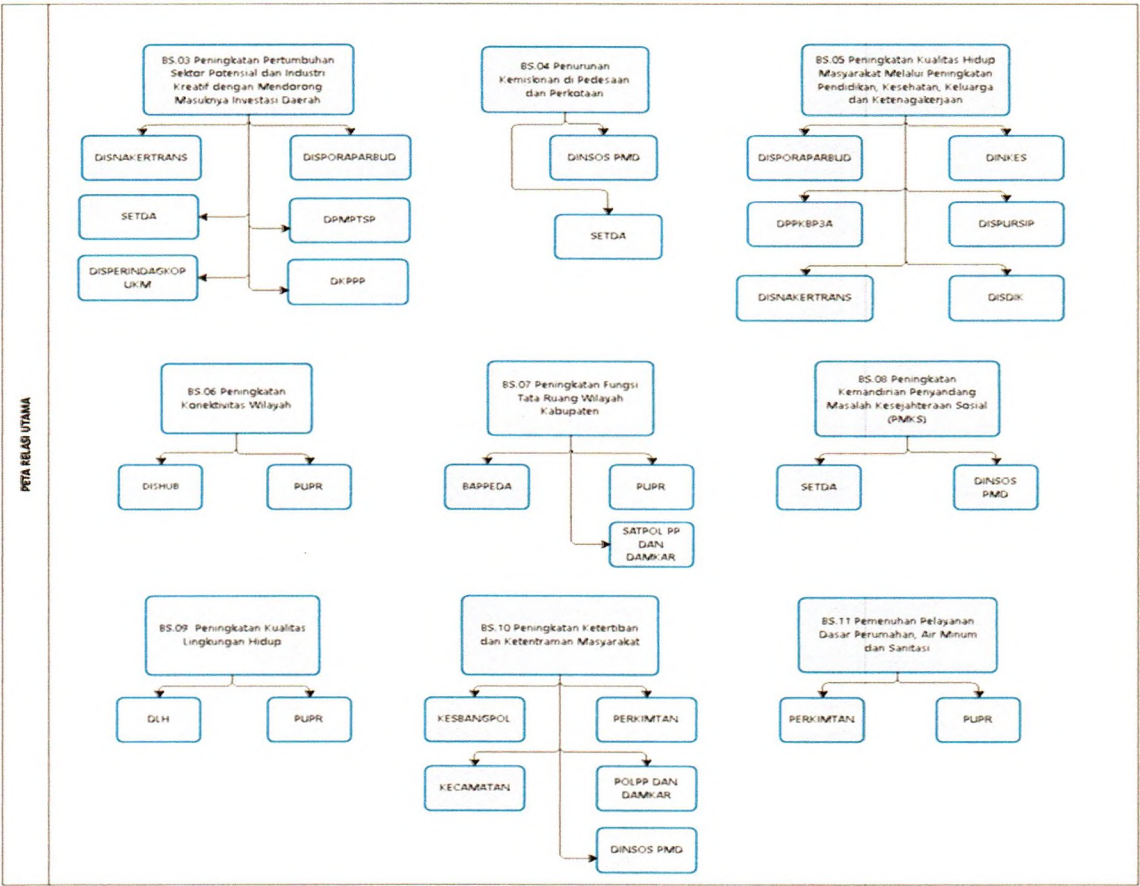 PETA RELASI UTAMA
BS.03 Peningkatan Pertumbuhan
Sektor Potensial dan Industri
Kreatif dengan Mendorong
Masuknya Investasi Daerah
DISNAKERTRANS
DISPORAPARBUD
SETDA
DPMPTSP
DISPERINDAGKOP
UKM
DKPPP
BS.04 Penurunan
Kemiskinan di Pedesaan
dan Perkotaan
DINSOS PMD
SETDA
BS.05 Peningkatan Kualitas Hidup
Masyarakat Melalui Peningkatan
Pendidikan, Kesehatan, Keluarga
dan Ketenagakerjaan
DISPORAPARBUD
DINKES
DPPKBP3A
DISPURSIP
DISNAKERTRANS
DISDIK
BS.06 Peningkatan
Konektivitas Wilayah
DISHUB
PUPR
BS.07 Peningkatan Fungsi
Tata Ruang Wilayah
Kabupaten
BAPPEDA
PUPR
SATPOL PP
DAN
DAMKAR
BS.08 Peningkatan
Kemandirian Penyandang
Masalah Kesejahteraan Sosial
(PMKS)
SETDA
DINSOS
PMD
BS.09 Peningkatan Kualitas
Lingkungan Hidup
DLH
PUPR
BS.10 Peningkatan Ketertiban
dan Ketentraman Masyarakat
KESBANGPOL
PERKIMTAN
KECAMATAN
POLPP DAN
DAMKAR
DINSOS PMD
BS.11 Pemenuhan Pelayanan
Dasar Perumahan, Air Minum
dan Sanitasi
PERKIMTAN
PUPR